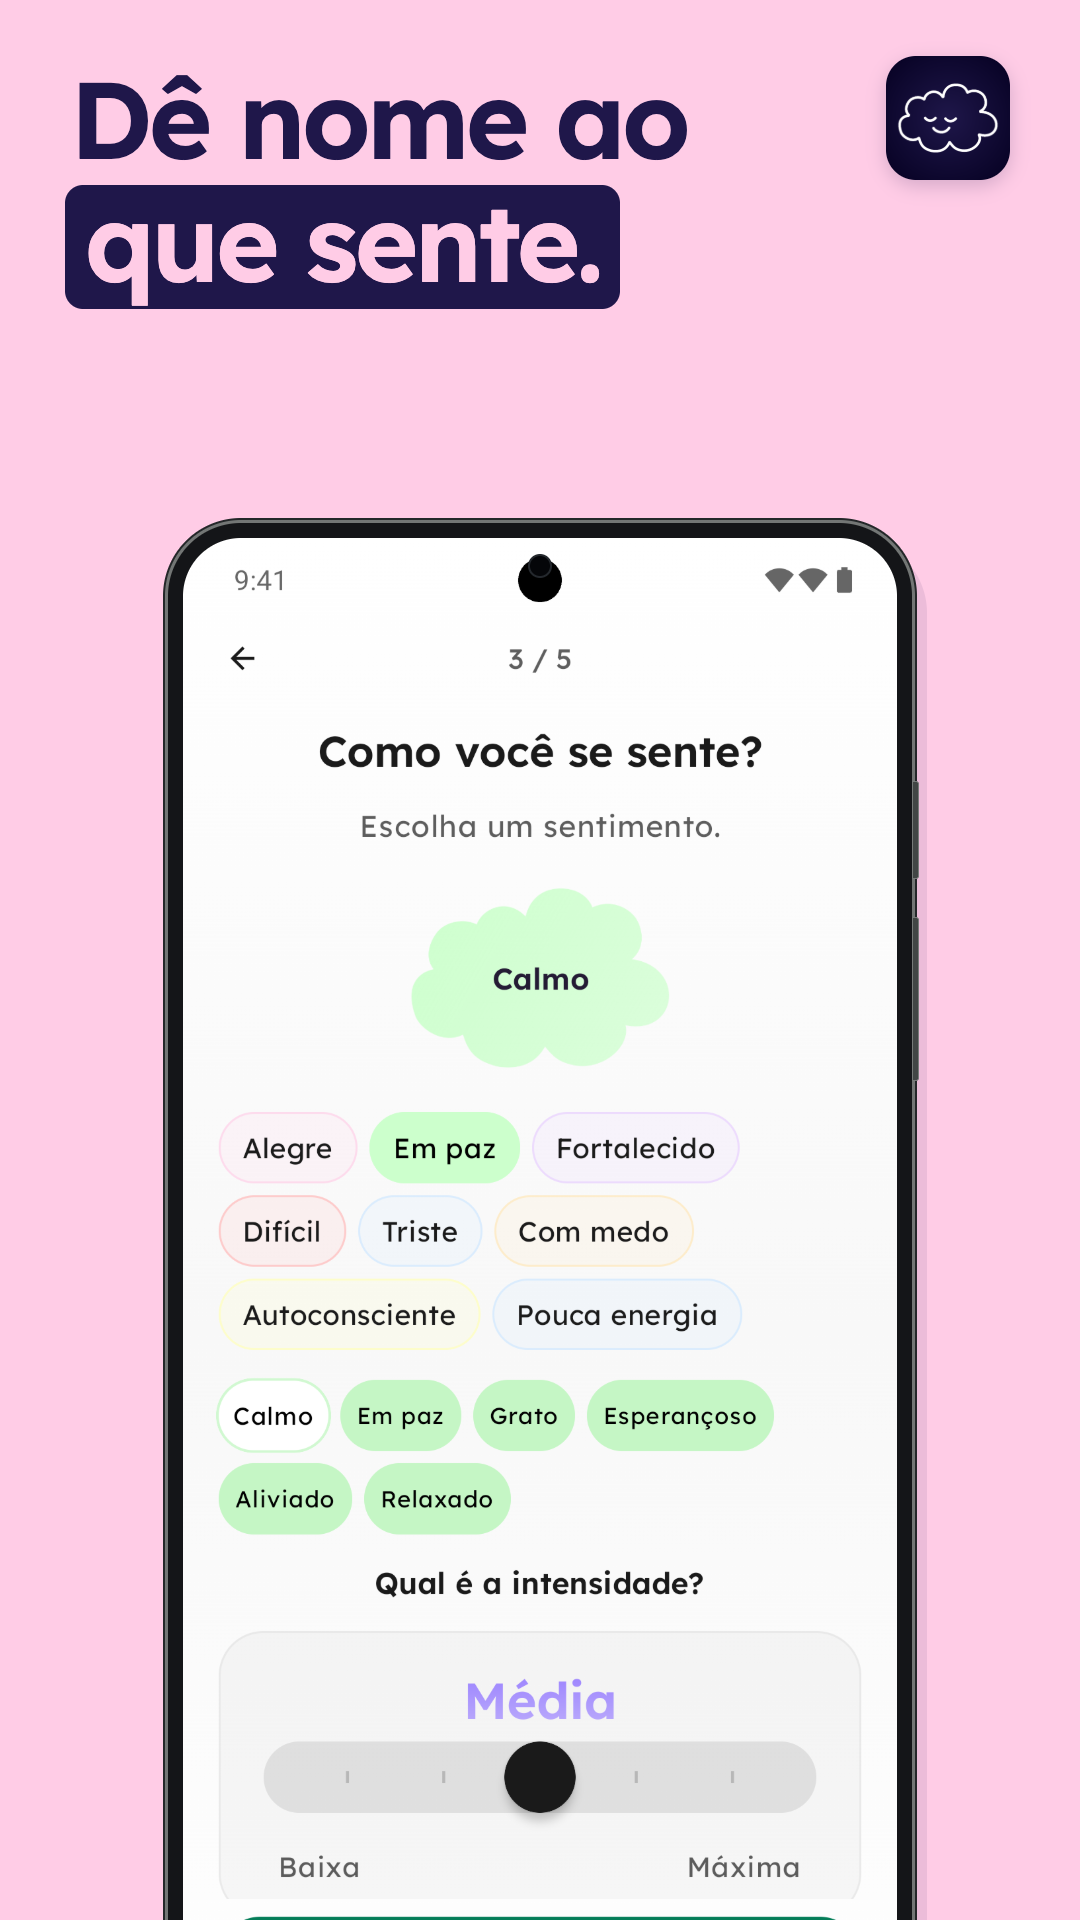 Dê nome ao
que sente.
9:41
3 / 5
Como você se sente?
Escolha um sentimento.
Calmo
Alegre Em paz Fortalecido
Difícil Triste Com medo
Autoconsciente Pouca energia
Calmo Em paz Grato Esperançoso
Aliviado Relaxado
Qual é a intensidade?
Média
Baixa Máxima